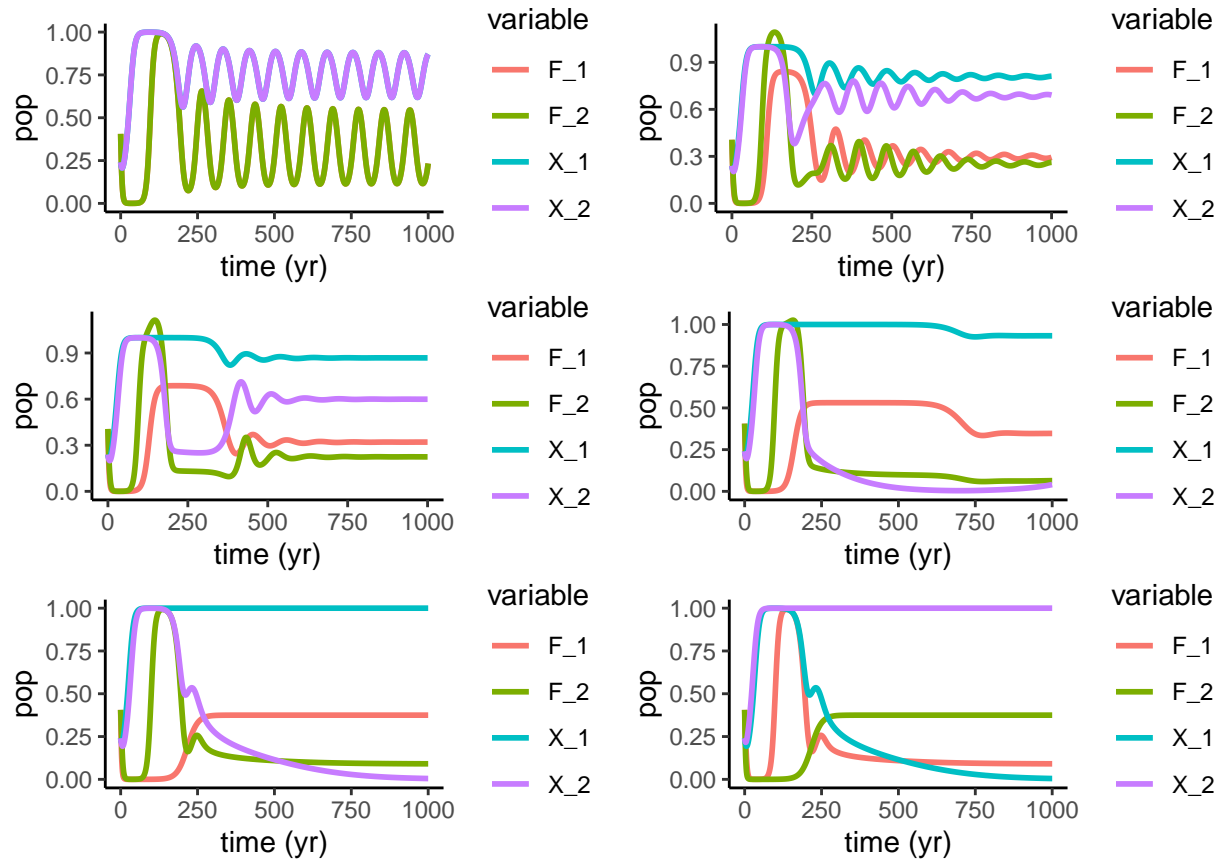 variable
F_1
F_2
X_1
X_2
pop
1.00
0.75
0.50
0.25
0.00
0 250 500 750 1000
time (yr)
variable
F_1
F_2
X_1
X_2
pop
0.9
0.6
0.3
0.0
0 250 500 750 1000
time (yr)
variable
F_1
F_2
X_1
X_2
pop
0.9
0.6
0.3
0.0
0 250 500 750 1000
time (yr)
variable
F_1
F_2
X_1
X_2
pop
1.00
0.75
0.50
0.25
0.00
0 250 500 750 1000
time (yr)
variable
F_1
F_2
X_1
X_2
pop
1.00
0.75
0.50
0.25
0.00
0 250 500 750 1000
time (yr)
variable
F_1
F_2
X_1
X_2
pop
1.00
0.75
0.50
0.25
0.00
0 250 500 750 1000
time (yr)